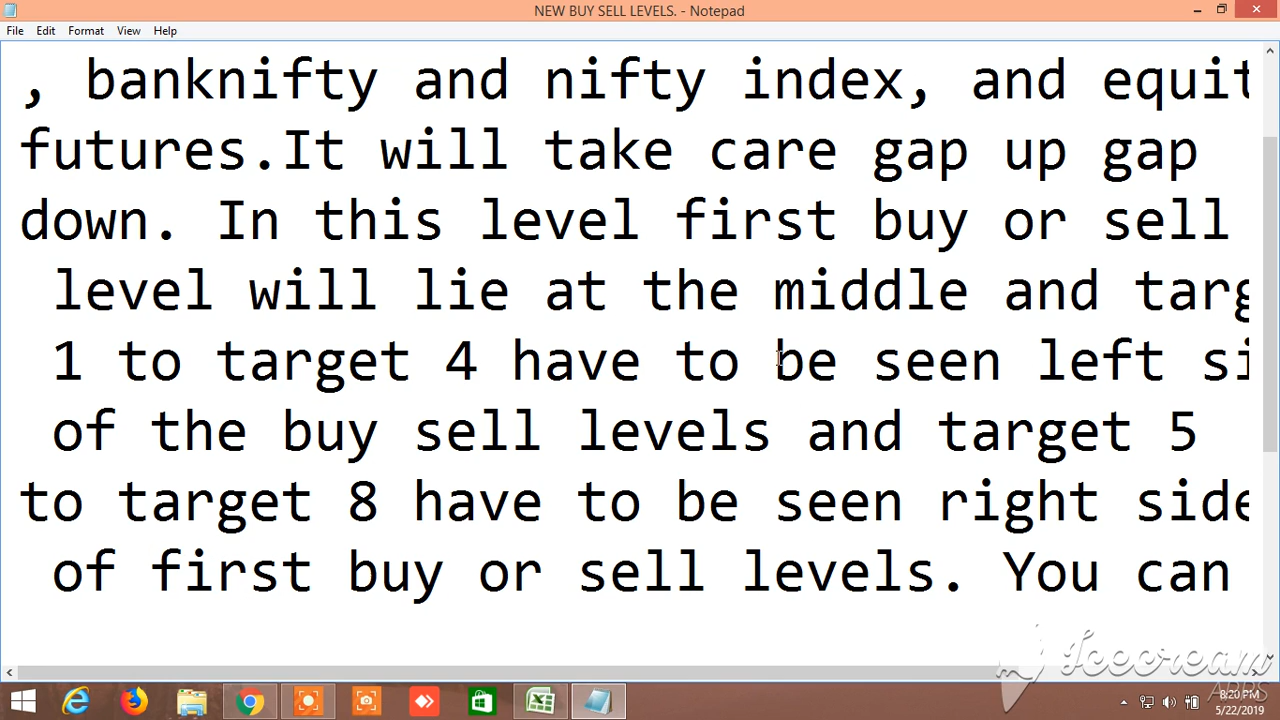 NEW BUY SELL LEVELS. - Notepad
File Edit Format View Help
, banknifty and nifty index, and equit
futures.It will take care gap up gap
down. In this level first buy or sell
level will lie at the middle and targ
1 to target 4 have to be seen left si
of the buy sell levels and target 5
to target 8 have to be seen right side
of first buy or sell levels. You can
Icecream
APPS
8:20 PM
5/22/2019